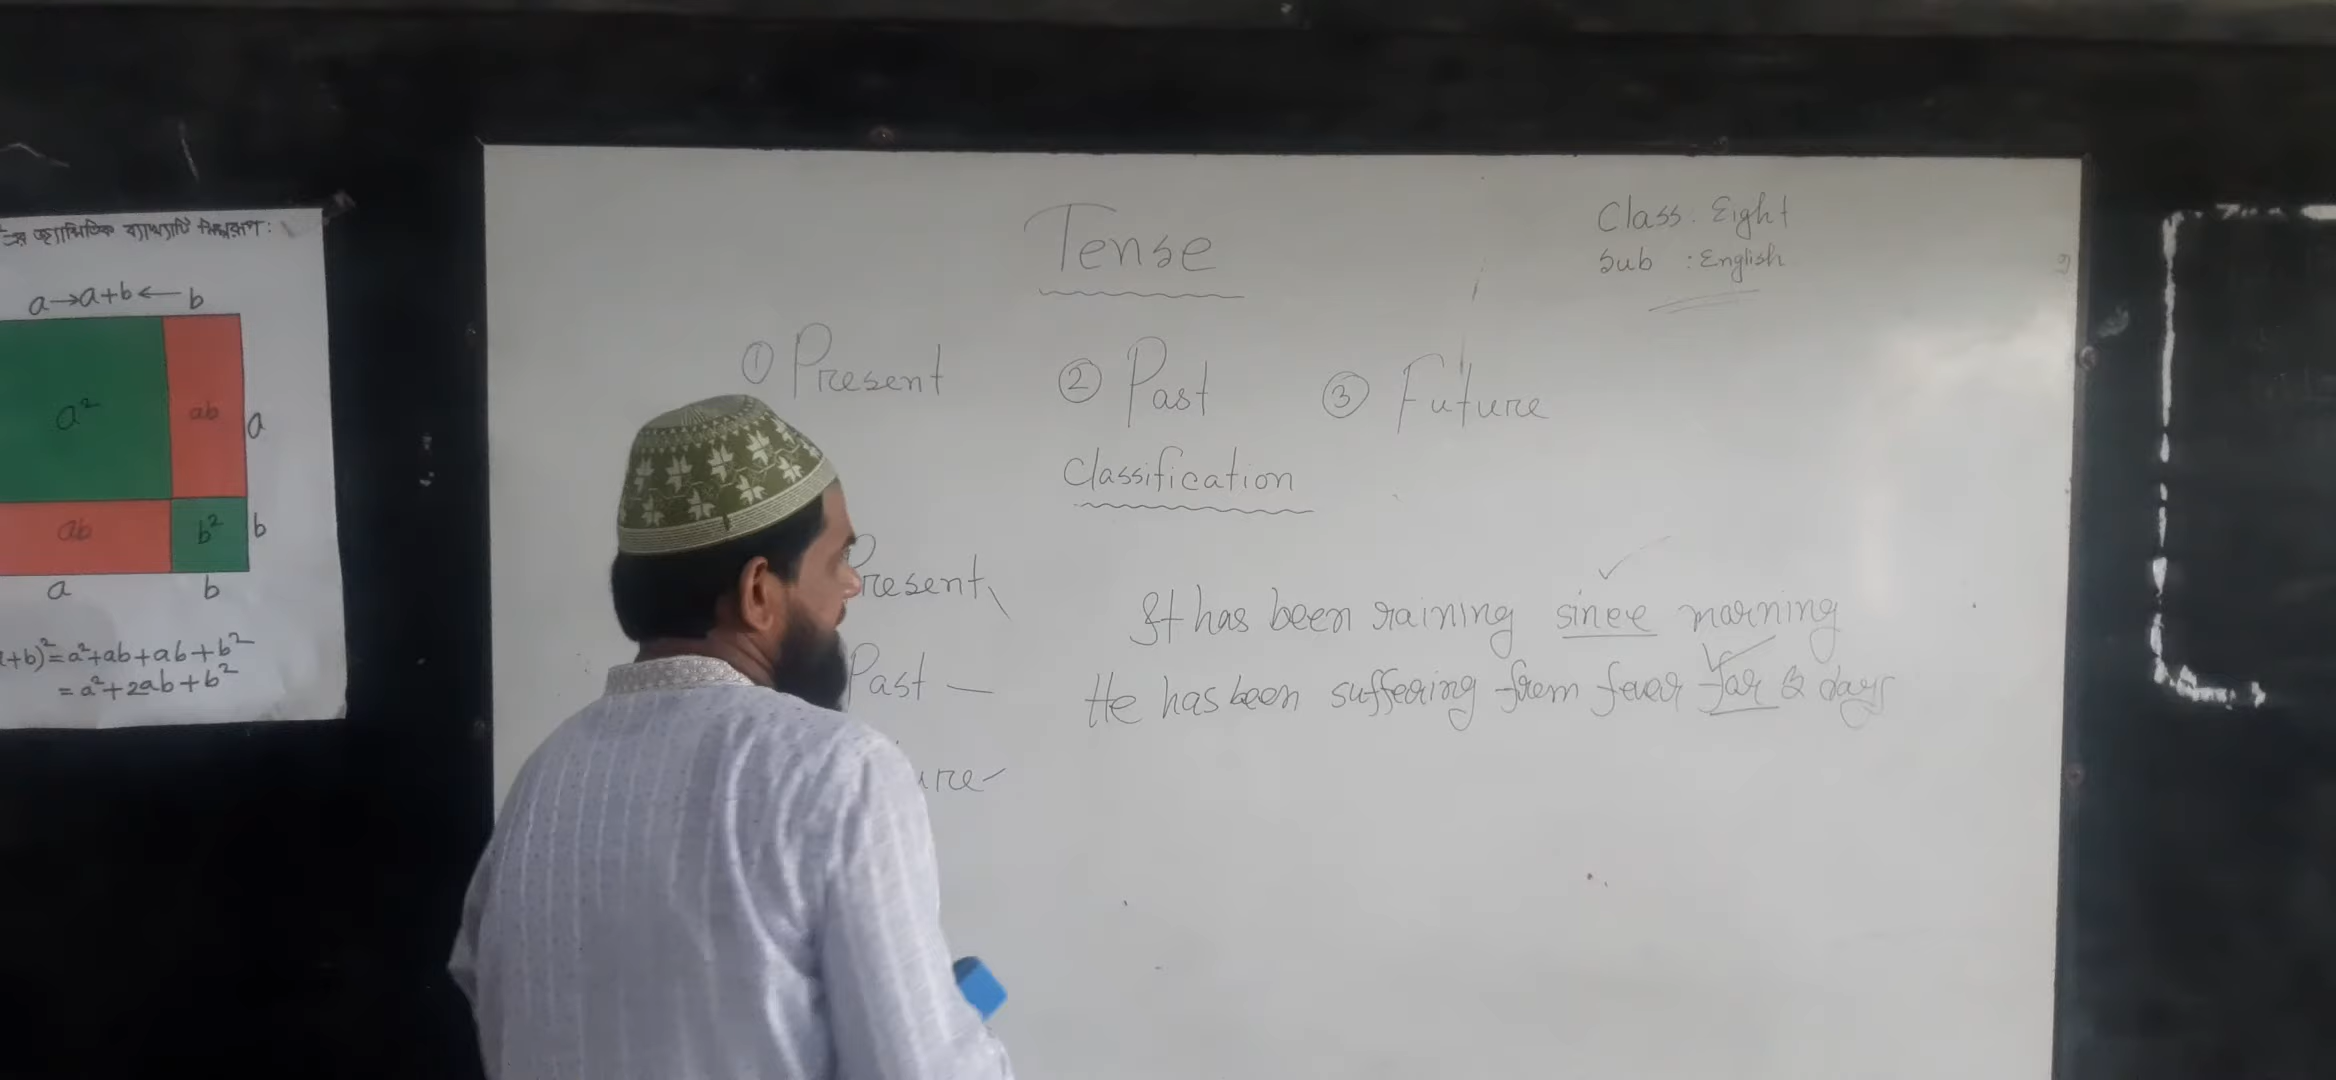 জ্যামিতিক ব্যাখ্যাটি নিম্নরূপ:
a→a+b← b
a² ab a
ab b² b
a b
+b)²=a²+ab+ab+b²
=a²+2ab+b²
Tense
Class. Eight
Sub : English
① Present ② Past ③ Future
Classification
Present
It has been raining since morning
Past —
He has been suffering from fever for 2 days
ure